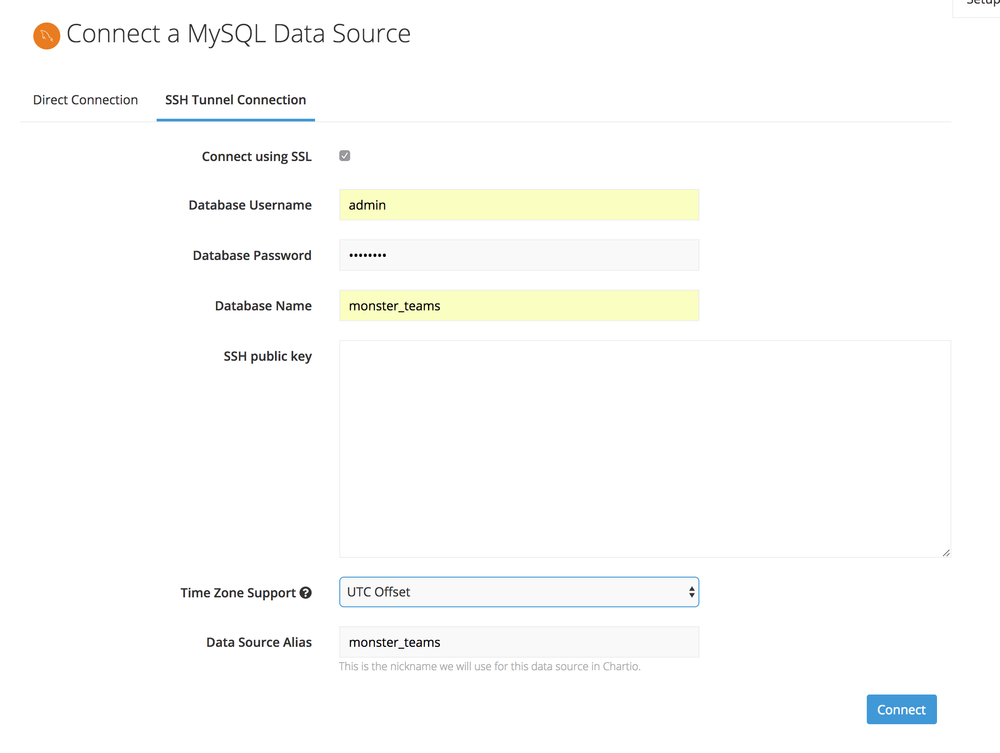 Connect a MySQL Data Source
Direct Connection
SSH Tunnel Connection
Connect using SSL
Database Username
admin
Database Password
••••••••
Database Name
monster_teams
SSH public key
Time Zone Support ?
UTC Offset
Data Source Alias
monster_teams
This is the nickname we will use for this data source in Chartio.
Connect